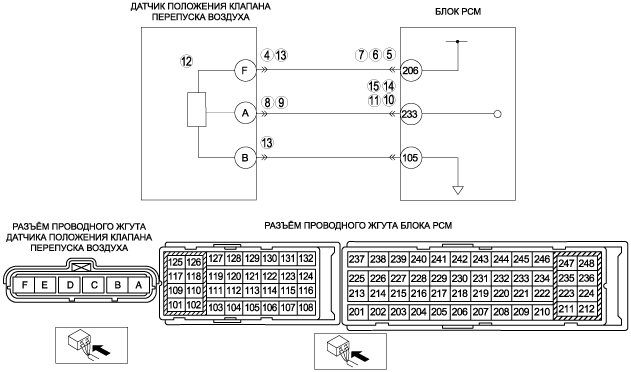 ДАТЧИК ПОЛОЖЕНИЯ КЛАПАНА
ПЕРЕПУСКА ВОЗДУХА
БЛОК PCM
12
F
4 13
7 6 5
206
A
8 9
15 14
11 10
233
B
13
105
РАЗЪЁМ ПРОВОДНОГО ЖГУТА
ДАТЧИКА ПОЛОЖЕНИЯ КЛАПАНА
ПЕРЕПУСКА ВОЗДУХА
F E D C B A
РАЗЪЁМ ПРОВОДНОГО ЖГУТА БЛОКА PCM
125 126 127 128 129 130 131 132
117 118 119 120 121 122 123 124
109 110 111 112 113 114 115 116
101 102 103 104 105 106 107 108
237 238 239 240 241 242 243 244 245 246 247 248
225 226 227 228 229 230 231 232 233 234 235 236
213 214 215 216 217 218 219 220 221 222 223 224
201 202 203 204 205 206 207 208 209 210 211 212